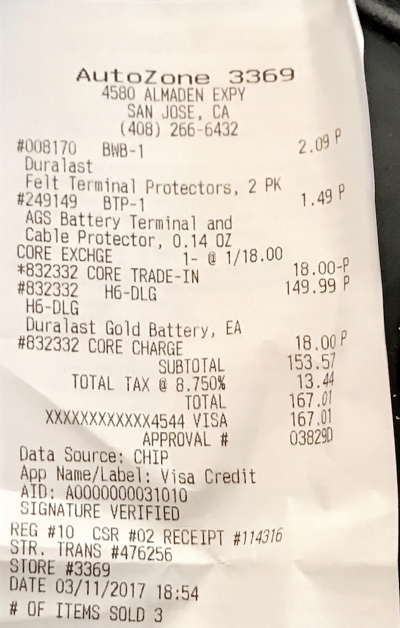 AutoZone 3369
4580 ALMADEN EXPY
SAN JOSE, CA
(408) 266-6432
#008170 BWB-1 2.09 P
Duralast
Felt Terminal Protectors, 2 PK
#249149 BTP-1 1.49 P
AGS Battery Terminal and
Cable Protector, 0.14 OZ
CORE EXCHGE 1- @ 1/18.00
*832332 CORE TRADE-IN 18.00-P
#832332 H6-DLG 149.99 P
H6-DLG
Duralast Gold Battery, EA
#832332 CORE CHARGE 18.00 P
SUBTOTAL 153.57
TOTAL TAX @ 8.750% 13.44
TOTAL 167.01
XXXXXXXXXXXX4544 VISA 167.01
APPROVAL # 03829D
Data Source: CHIP
App Name/Label: Visa Credit
AID: A0000000031010
SIGNATURE VERIFIED
REG #10 CSR #02 RECEIPT #114316
STR. TRANS #476256
STORE #3369
DATE 03/11/2017 18:54
# OF ITEMS SOLD 3